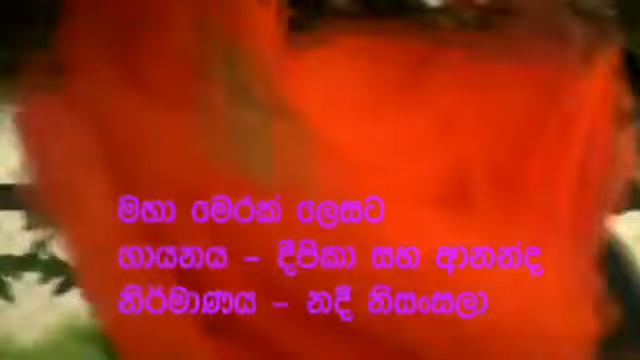 මහා මෙරක් ලෙසට
ගායනය – දීපිකා සහ ආනන්ද
නිර්මාණය – නදී නිසංසලා